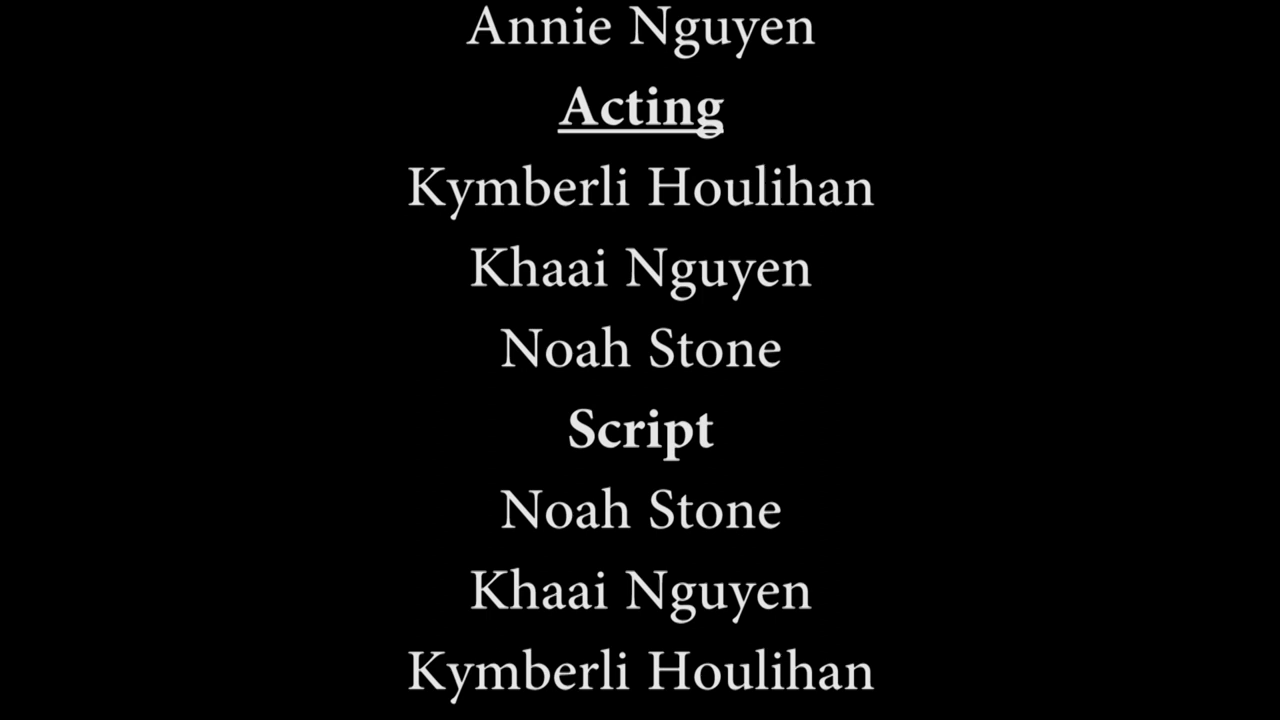 Annie Nguyen
Acting
Kymberli Houlihan
Khaai Nguyen
Noah Stone
Script
Noah Stone
Khaai Nguyen
Kymberli Houlihan